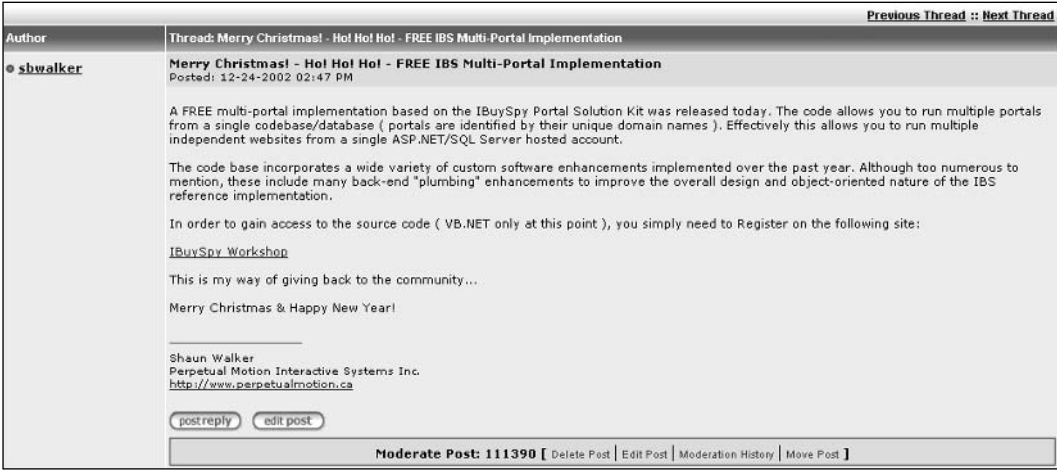 Previous Thread :: Next Thread
Author
Thread: Merry Christmas! - Ho! Ho! Ho! - FREE IBS Multi-Portal Implementation
sbwalker
Merry Christmas! - Ho! Ho! Ho! - FREE IBS Multi-Portal Implementation
Posted: 12-24-2002 02:47 PM
A FREE multi-portal implementation based on the IBuySpy Portal Solution Kit was released today. The code allows you to run multiple portals
from a single codebase/database ( portals are identified by their unique domain names ). Effectively this allows you to run multiple
independent websites from a single ASP.NET/SQL Server hosted account.
The code base incorporates a wide variety of custom software enhancements implemented over the past year. Although too numerous to
mention, these include many back-end "plumbing" enhancements to improve the overall design and object-oriented nature of the IBS
reference implementation.
In order to gain access to the source code ( VB.NET only at this point ), you simply need to Register on the following site:
IBuySpy Workshop
This is my way of giving back to the community...
Merry Christmas & Happy New Year!
Shaun Walker
Perpetual Motion Interactive Systems Inc.
http://www.perpetualmotion.ca
post reply edit post
Moderate Post: 111390 [ Delete Post | Edit Post | Moderation History | Move Post ]